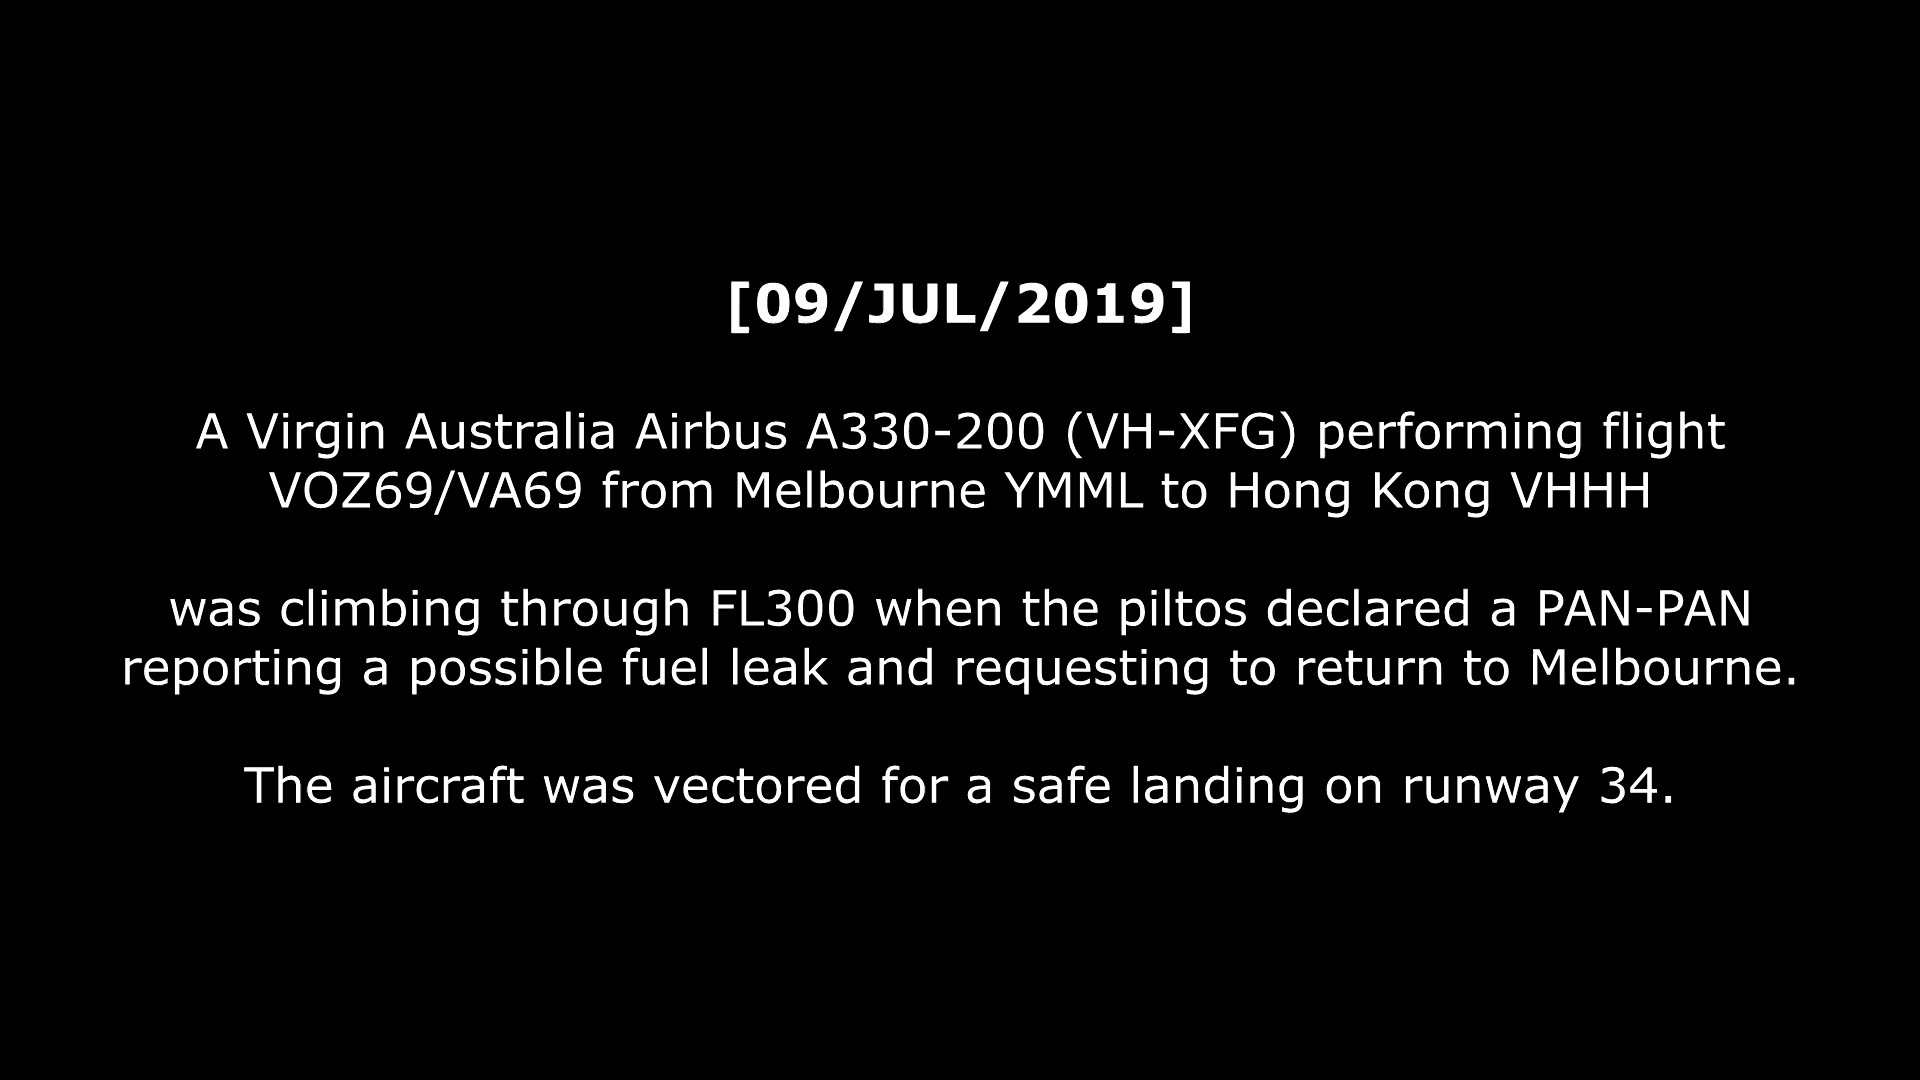 [09/JUL/2019]
A Virgin Australia Airbus A330-200 (VH-XFG) performing flight
VOZ69/VA69 from Melbourne YMML to Hong Kong VHHH
was climbing through FL300 when the piltos declared a PAN-PAN
reporting a possible fuel leak and requesting to return to Melbourne.
The aircraft was vectored for a safe landing on runway 34.